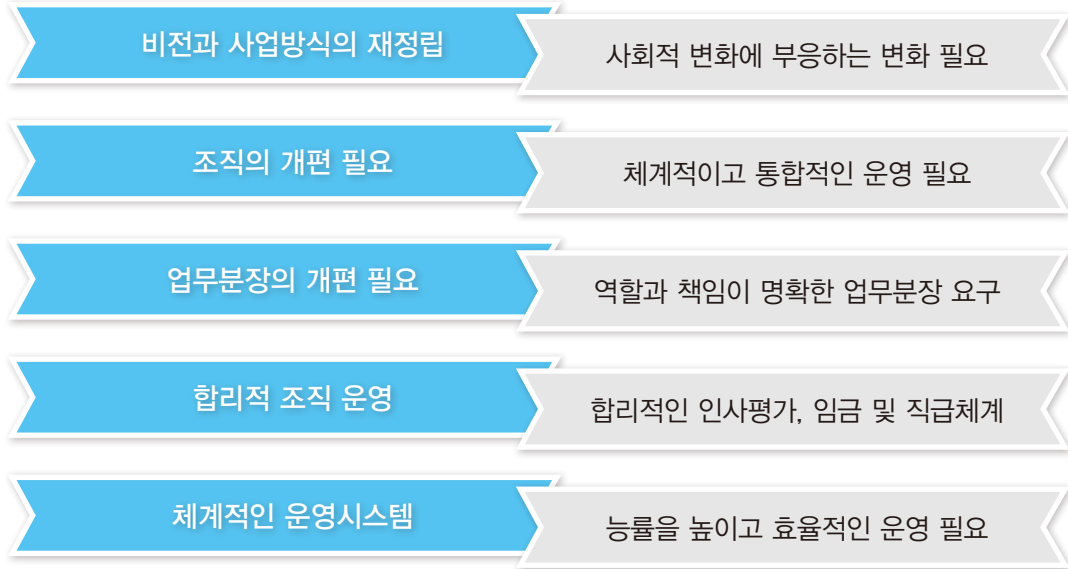 비전과 사업방식의 재정립
사회적 변화에 부응하는 변화 필요
조직의 개편 필요
체계적이고 통합적인 운영 필요
업무분장의 개편 필요
역할과 책임이 명확한 업무분장 요구
합리적 조직 운영
합리적인 인사평가, 임금 및 직급체계
체계적인 운영시스템
능률을 높이고 효율적인 운영 필요